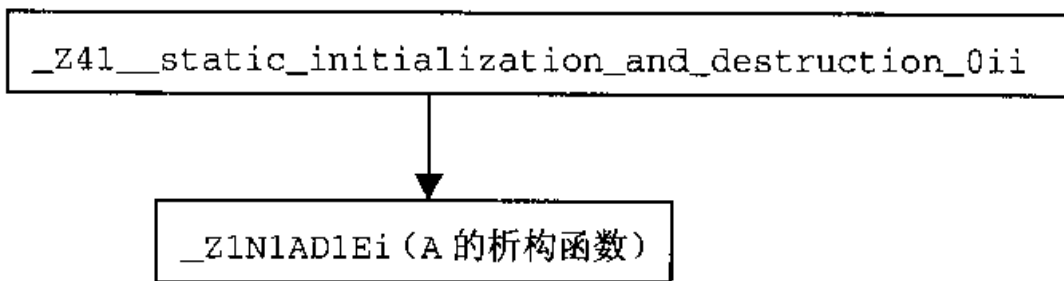 _Z41__static_initialization_and_destruction_0ii
_Z1N1AD1Ei（A 的析构函数）